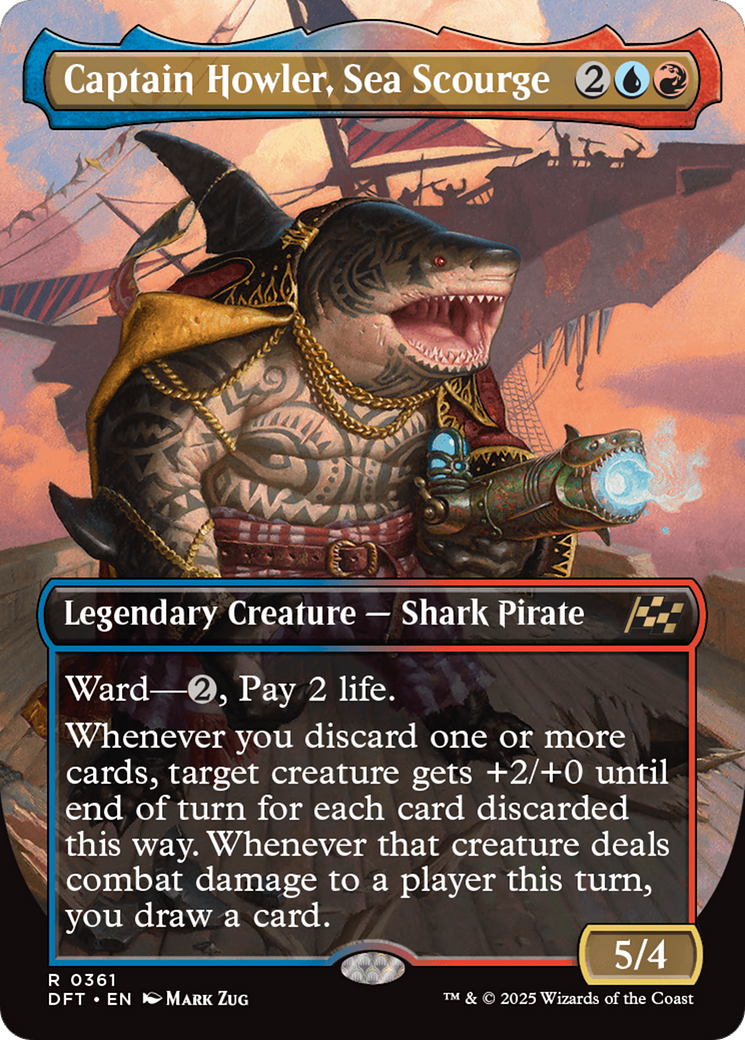 Captain Howler, Sea Scourge 2
Legendary Creature — Shark Pirate
Ward—2, Pay 2 life.
Whenever you discard one or more
cards, target creature gets +2/+0 until
end of turn for each card discarded
this way. Whenever that creature deals
combat damage to a player this turn,
you draw a card.
5/4
R 0361
DFT • EN Mark Zug
™ & © 2025 Wizards of the Coast